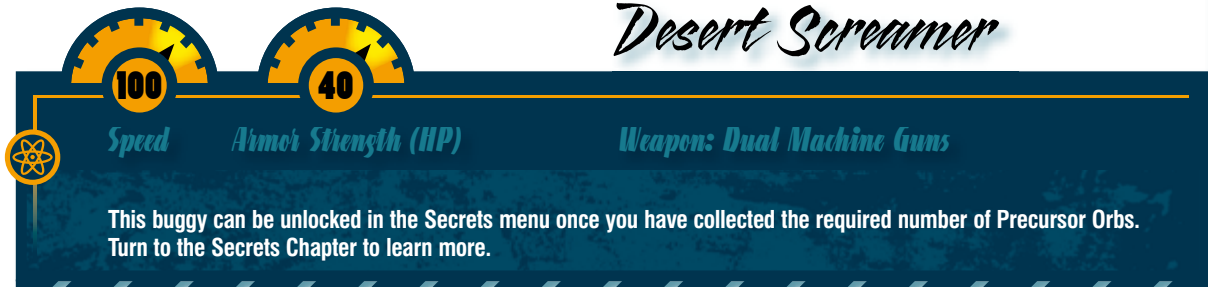 Desert Screamer
100 40
Speed Armor Strength (HP) Weapon: Dual Machine Guns
This buggy can be unlocked in the Secrets menu once you have collected the required number of Precursor Orbs.
Turn to the Secrets Chapter to learn more.